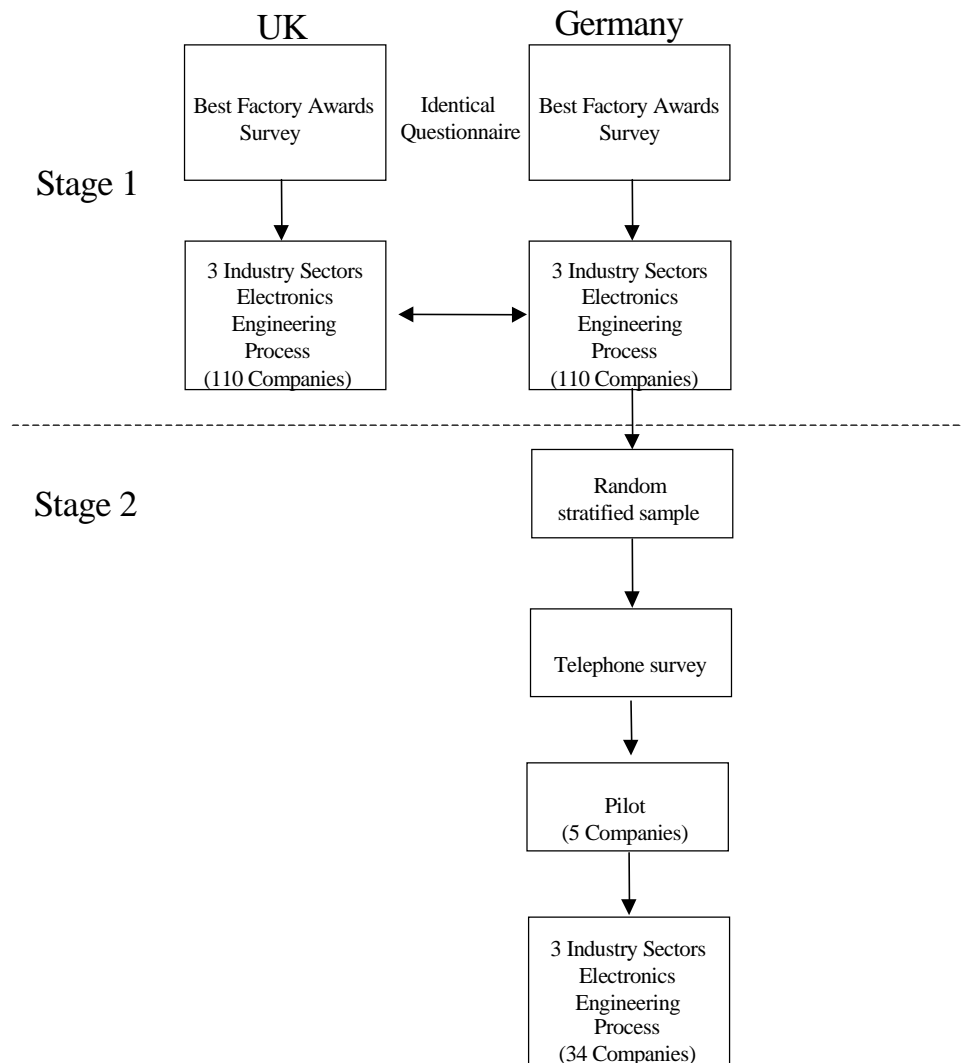 UK
Germany
Best Factory Awards
Survey
Identical
Questionnaire
Best Factory Awards
Survey
Stage 1
3 Industry Sectors
Electronics
Engineering
Process
(110 Companies)
3 Industry Sectors
Electronics
Engineering
Process
(110 Companies)
Stage 2
Random
stratified sample
Telephone survey
Pilot
(5 Companies)
3 Industry Sectors
Electronics
Engineering
Process
(34 Companies)